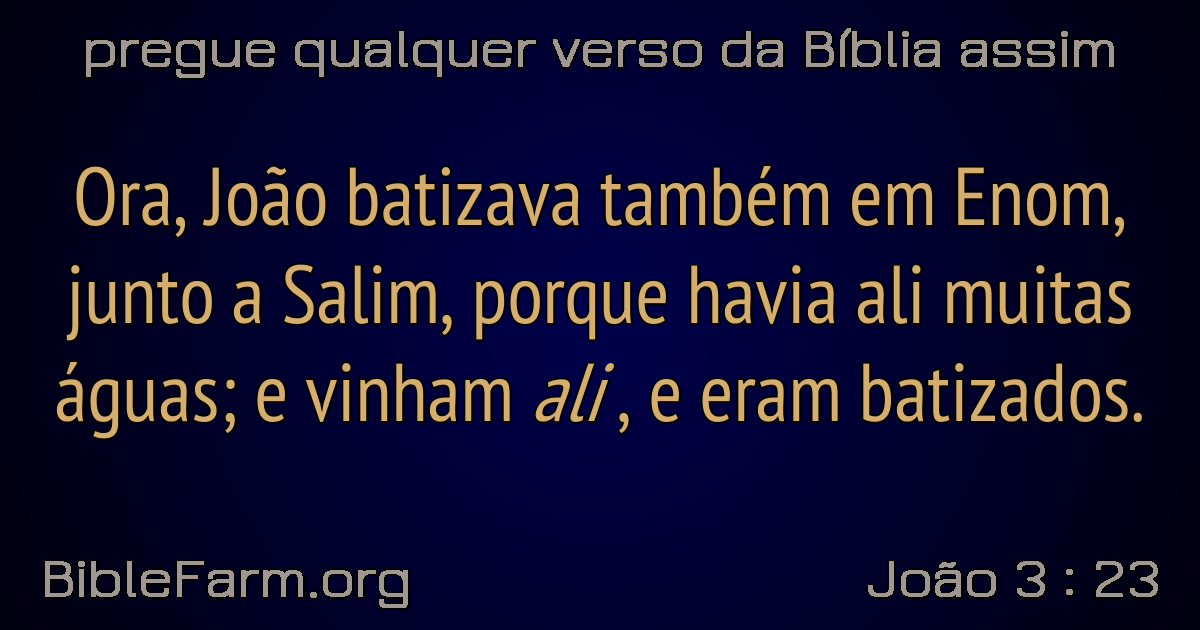 pregue qualquer verso da Bíblia assim
Ora, João batizava também em Enom,
junto a Salim, porque havia ali muitas
águas; e vinham ali , e eram batizados.
BibleFarm.org
João 3 : 23